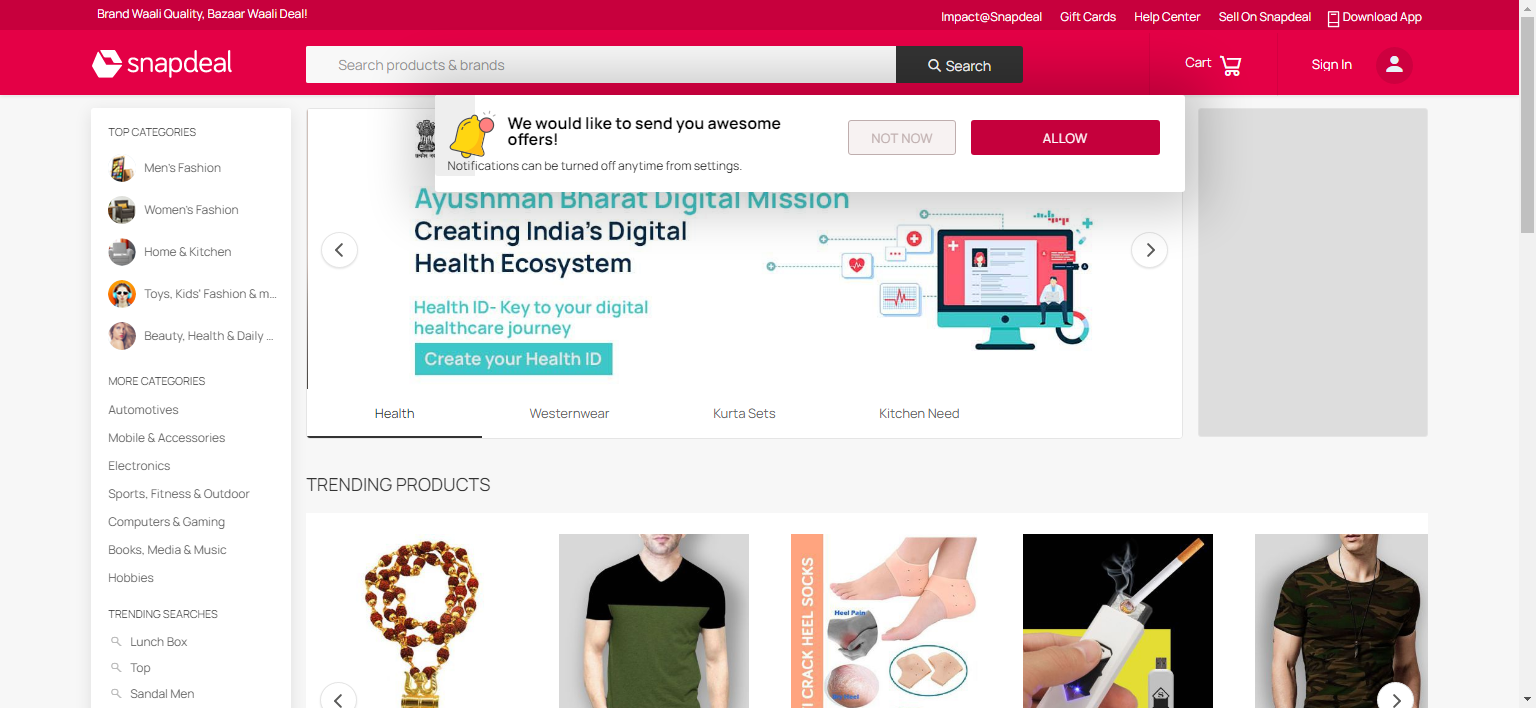 Brand Waali Quality, Bazaar Waali Deal!
Impact@Snapdeal
Gift Cards
Help Center
Sell On Snapdeal
Download App
snapdeal
Search products & brands
Search
Cart
Sign In
We would like to send you awesome
offers!
Notifications can be turned off anytime from settings.
NOT NOW
ALLOW
TOP CATEGORIES
Men's Fashion
Women's Fashion
Home & Kitchen
Toys, Kids' Fashion & m...
Beauty, Health & Daily ...
MORE CATEGORIES
Automotives
Mobile & Accessories
Electronics
Sports, Fitness & Outdoor
Computers & Gaming
Books, Media & Music
Hobbies
TRENDING SEARCHES
Lunch Box
Top
Sandal Men
Ayushman Bharat Digital Mission
Creating India's Digital
Health Ecosystem
Health ID- Key to your digital
healthcare journey
Create your Health ID
Health
Westernwear
Kurta Sets
Kitchen Need
TRENDING PRODUCTS
CRACK HEEL SOCKS
Heel Pain